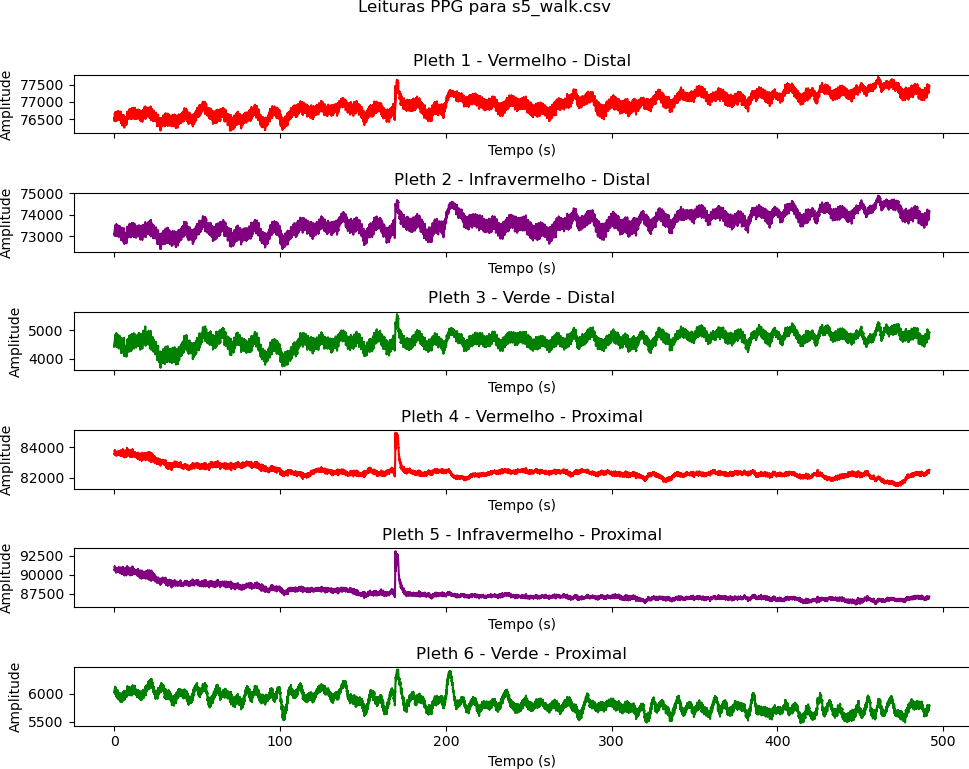 Leituras PPG para s5_walk.csv
Pleth 1 - Vermelho - Distal
Amplitude
77500
77000
76500
Tempo (s)
Pleth 2 - Infravermelho - Distal
Amplitude
75000
74000
73000
Tempo (s)
Pleth 3 - Verde - Distal
Amplitude
5000
4000
Tempo (s)
Pleth 4 - Vermelho - Proximal
Amplitude
84000
82000
Tempo (s)
Pleth 5 - Infravermelho - Proximal
Amplitude
92500
90000
87500
Tempo (s)
Pleth 6 - Verde - Proximal
Amplitude
6000
5500
0 100 200 300 400 500
Tempo (s)